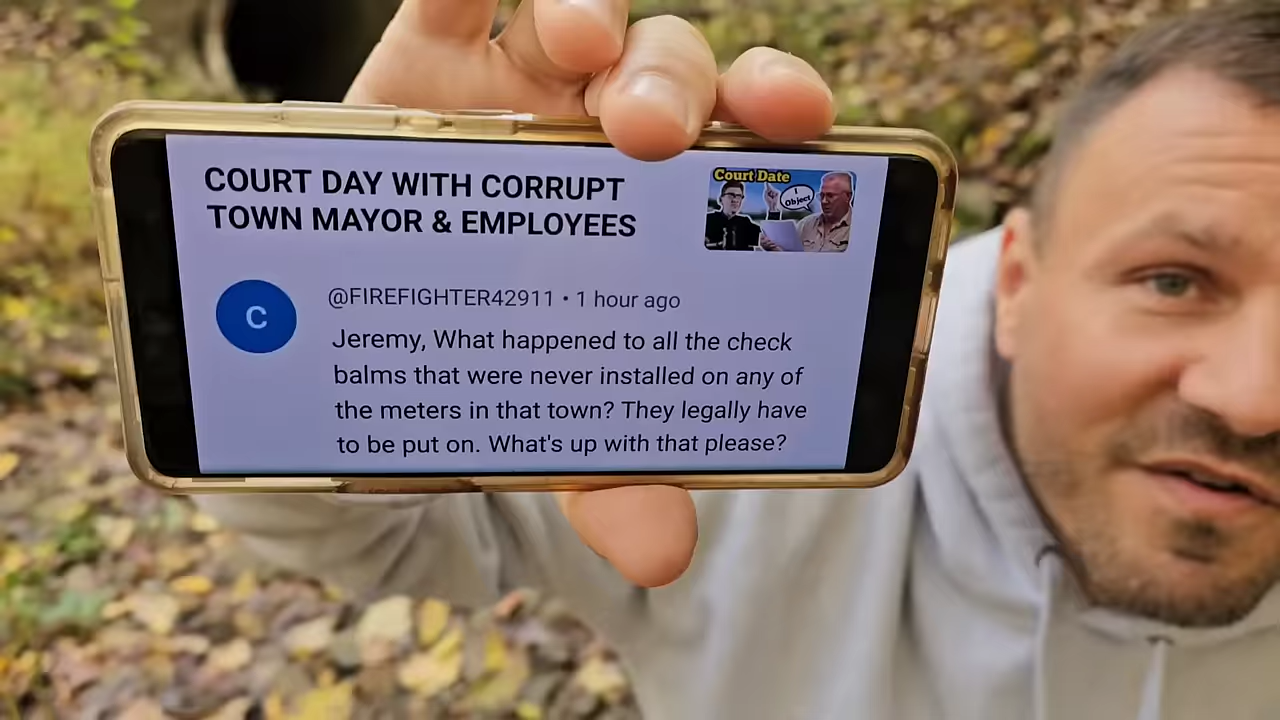 COURT DAY WITH CORRUPT
TOWN MAYOR & EMPLOYEES
Court Date
I
Object
C
@FIREFIGHTER42911 • 1 hour ago
Jeremy, What happened to all the check
balms that were never installed on any of
the meters in that town? They legally have
to be put on. What's up with that please?